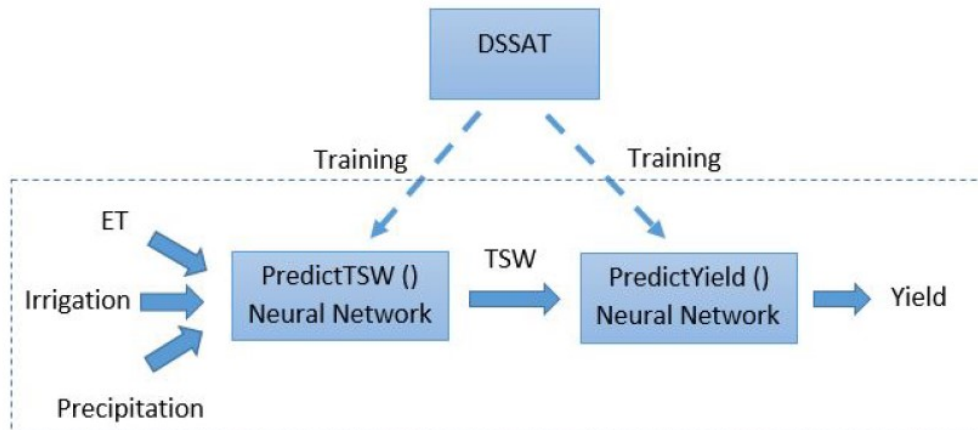 DSSAT
Training
Training
ET
Irrigation
Precipitation
PredictTSW ()
Neural Network
TSW
PredictYield ()
Neural Network
Yield